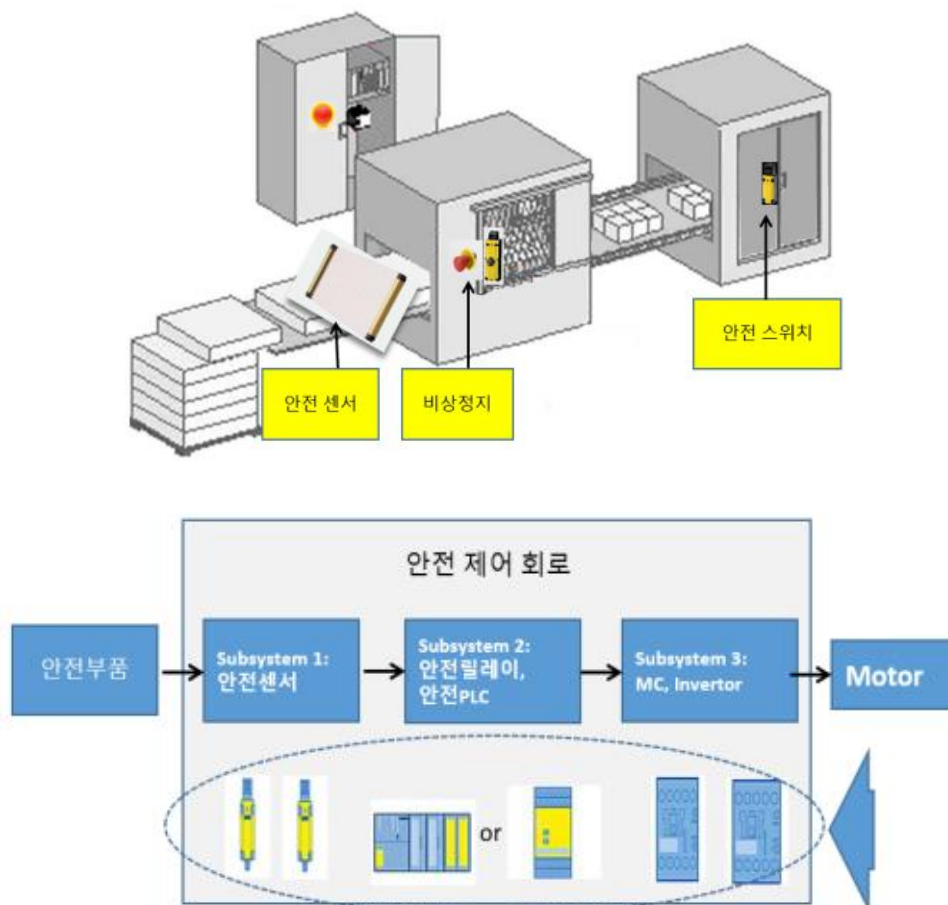 안전 스위치
안전 센서
비상정지
안전 제어 회로
안전부품
Subsystem 1:
안전센서
Subsystem 2:
안전릴레이,
안전PLC
Subsystem 3:
MC, Invertor
Motor
or